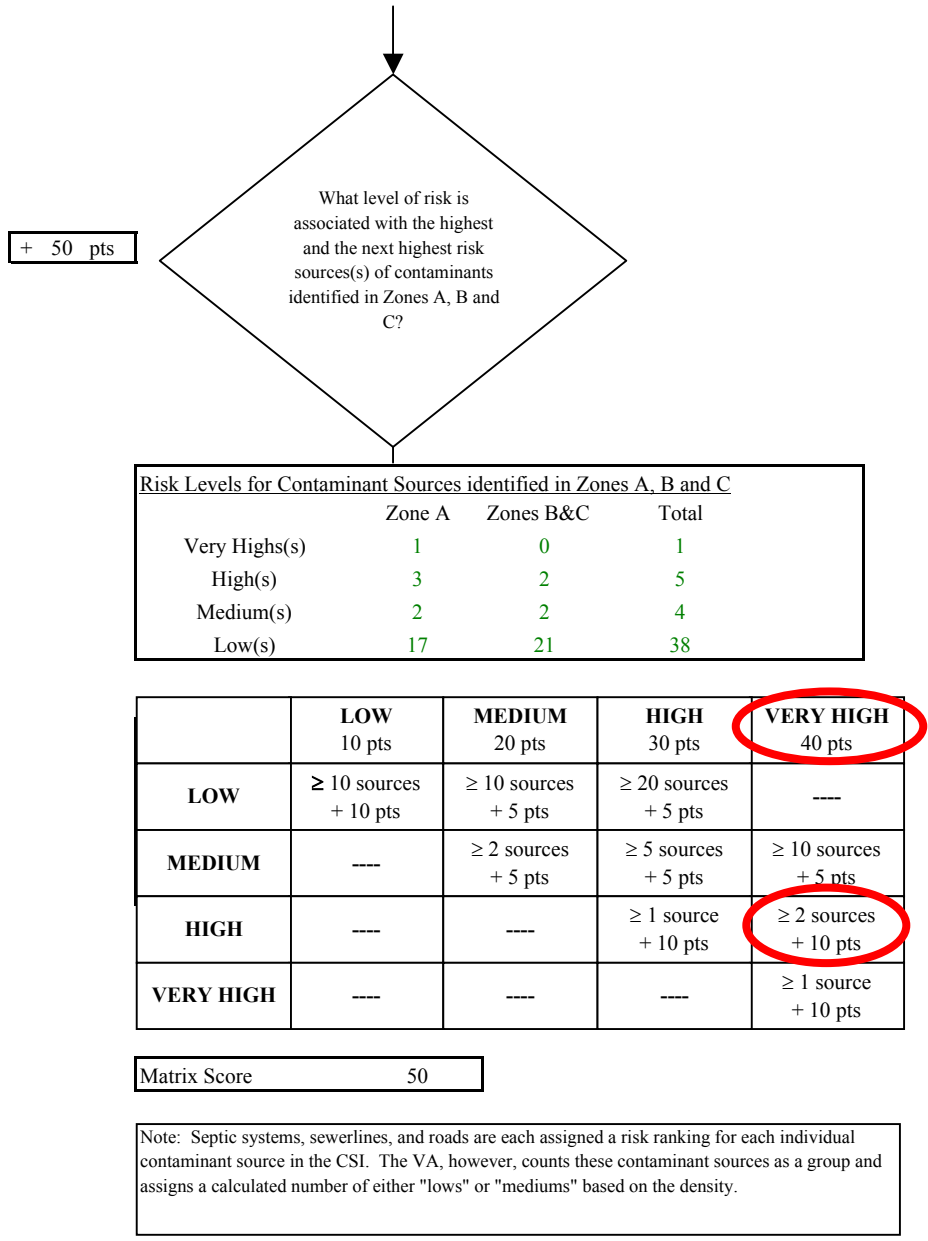 What level of risk is
associated with the highest
and the next highest risk
sources(s) of contaminants
identified in Zones A, B and
C?
+ 50 pts
Risk Levels for Contaminant Sources identified in Zones A, B and C
Zone A Zones B&C Total
Very Highs(s) 1 0 1
High(s) 3 2 5
Medium(s) 2 2 4
Low(s) 17 21 38
LOW MEDIUM HIGH VERY HIGH
10 pts 20 pts 30 pts 40 pts
LOW ≥ 10 sources ≥ 10 sources ≥ 20 sources ----
+ 10 pts + 5 pts + 5 pts
MEDIUM ---- ≥ 2 sources ≥ 5 sources ≥ 10 sources
+ 5 pts + 5 pts + 5 pts
HIGH ---- ---- ≥ 1 source ≥ 2 sources
+ 10 pts + 10 pts
VERY HIGH ---- ---- ---- ≥ 1 source
+ 10 pts
Matrix Score 50
Note: Septic systems, sewerlines, and roads are each assigned a risk ranking for each individual
contaminant source in the CSI. The VA, however, counts these contaminant sources as a group and
assigns a calculated number of either "lows" or "mediums" based on the density.